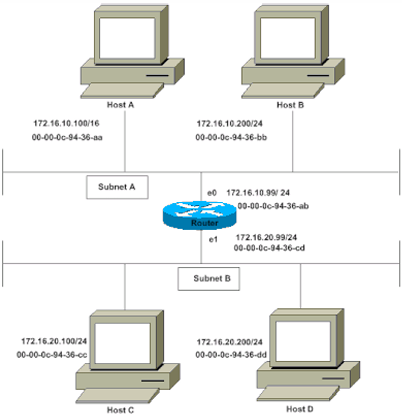 Host A
Host B
172.16.10.100/16
00-00-0c-94-36-aa
172.16.10.200/24
00-00-0c-94-36-bb
Subnet A
e0
172.16.10.99/ 24
00-00-0c-94-36-ab
Router
e1
172.16.20.99/24
00-00-0c-94-36-cd
Subnet B
172.16.20.100/24
00-00-0c-94-36-cc
172.16.20.200/24
00-00-0c-94-36-dd
Host C
Host D